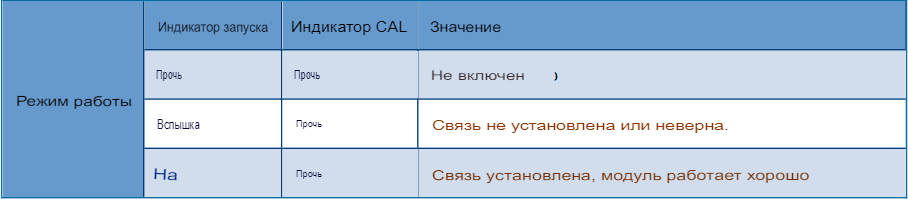 Индикатор запуска Индикатор CAL Значение
Прочь Прочь Не включен )
Режим работы
Вспышка Прочь Связь не установлена или неверна.
На Прочь Связь установлена, модуль работает хорошо